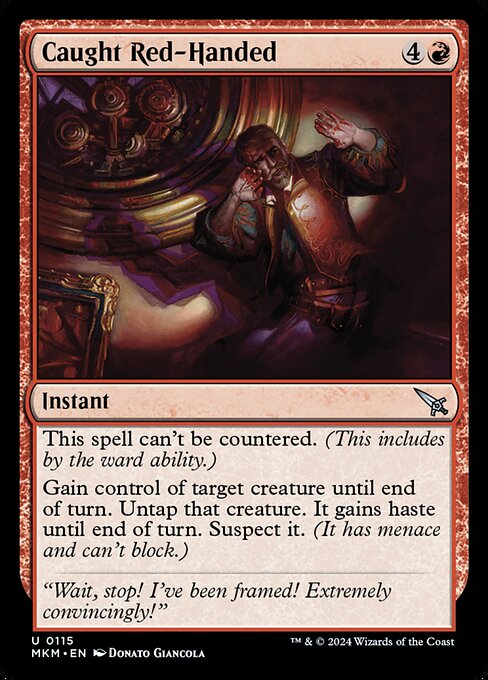 Caught Red-Handed 4
Instant
This spell can't be countered. (This includes
by the ward ability.)
Gain control of target creature until end
of turn. Untap that creature. It gains haste
until end of turn. Suspect it. (It has menace
and can't block.)
“Wait, stop! I've been framed! Extremely
convincingly!”
U 0115
MKM • EN Donato Giancola
™ & © 2024 Wizards of the Coast